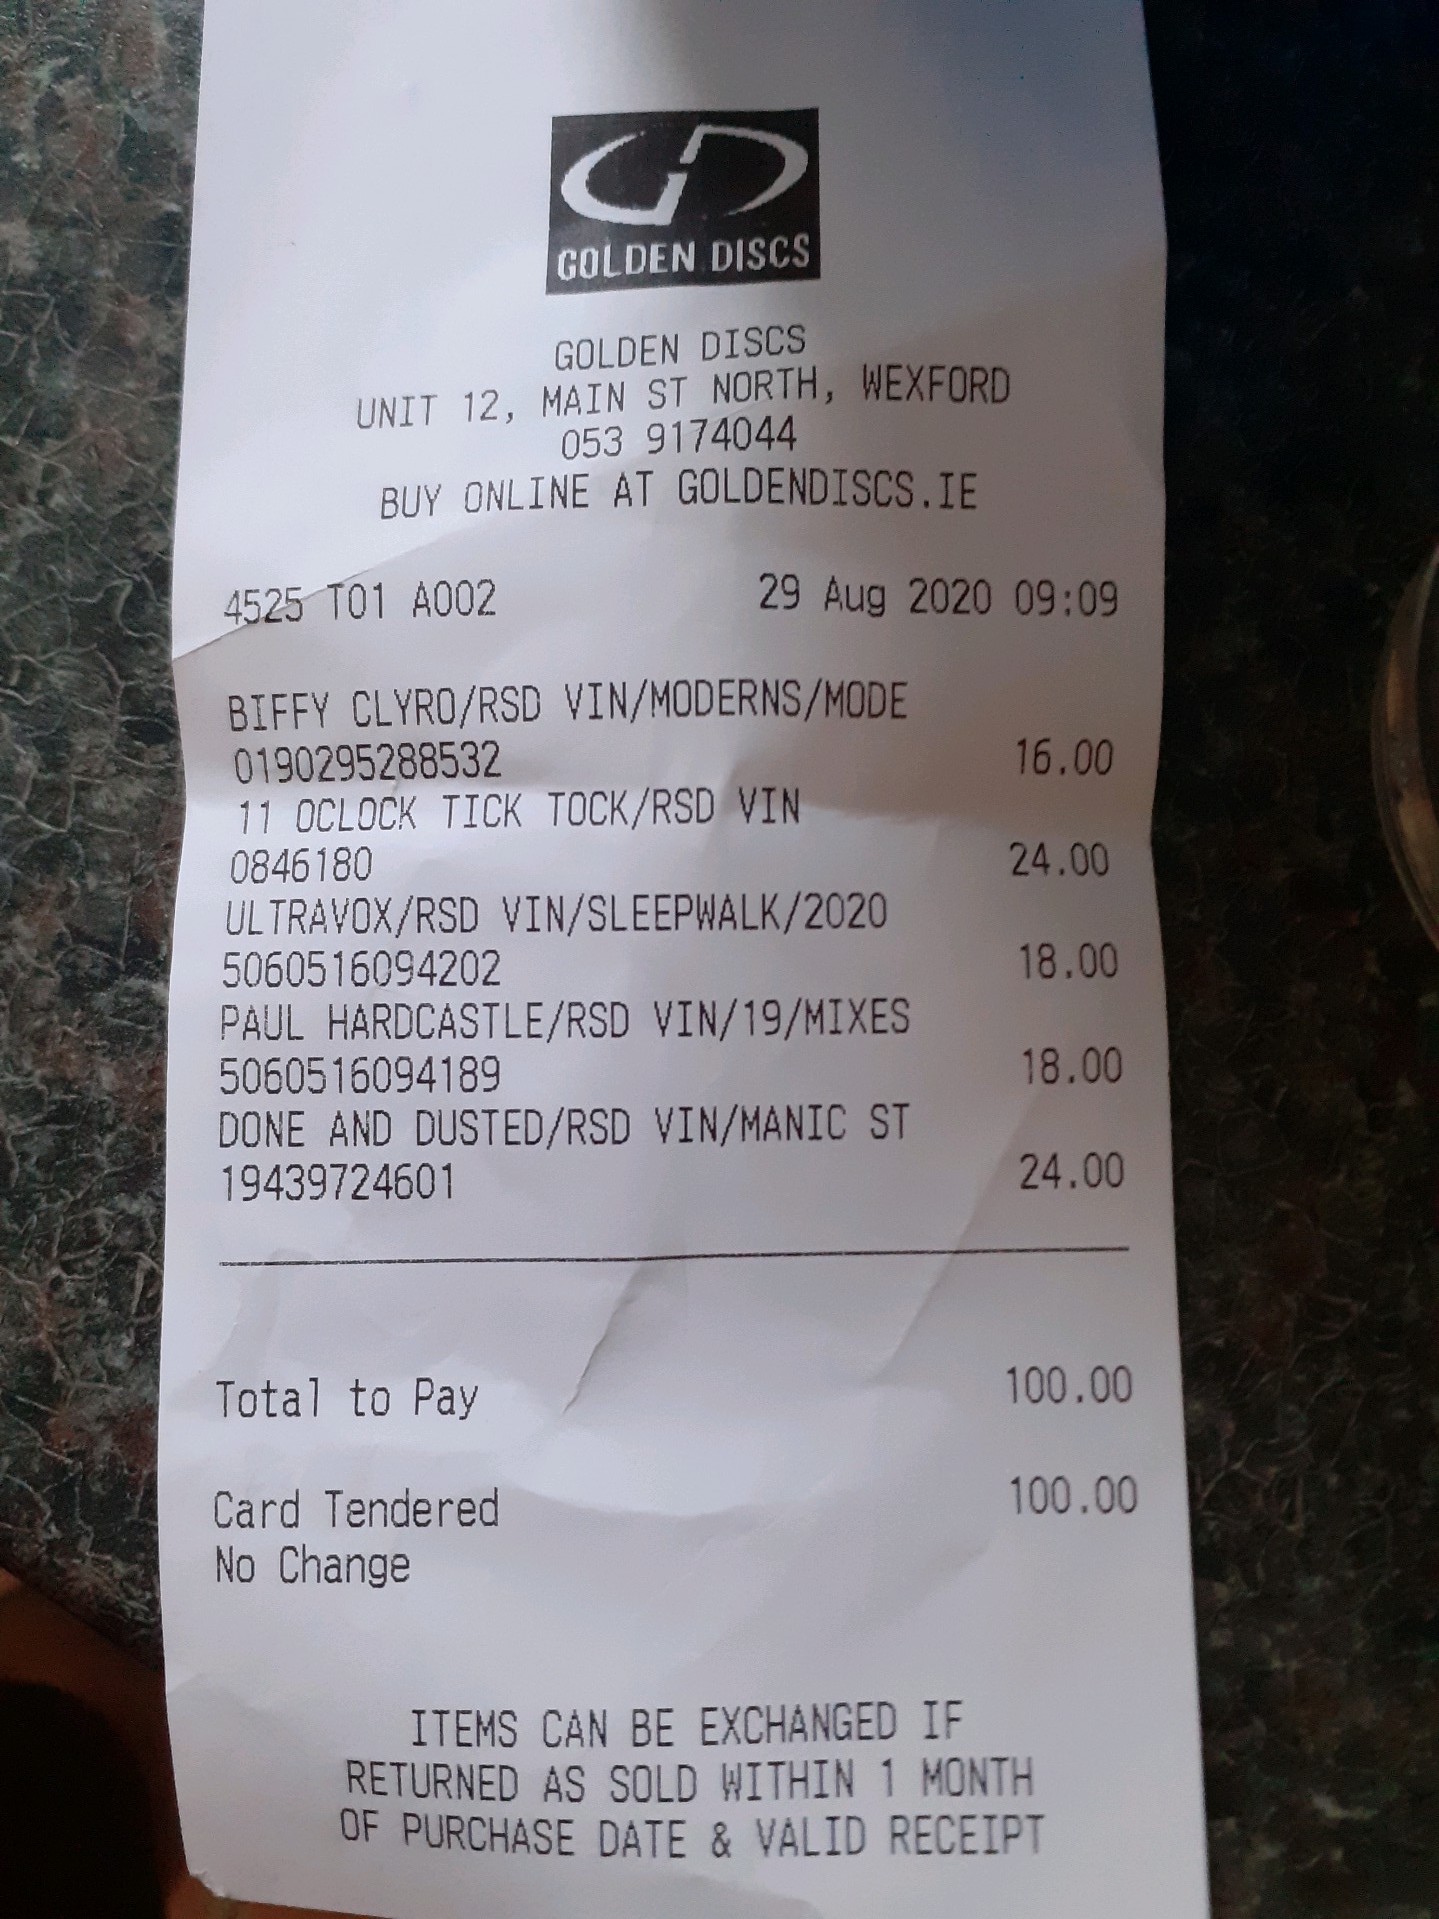 GOLDEN DISCS
GOLDEN DISCS
UNIT 12, MAIN ST NORTH, WEXFORD
053 9174044
BUY ONLINE AT GOLDENDISCS.IE
4525 T01 A002 29 Aug 2020 09:09
BIFFY CLYRO/RSD VIN/MODERNS/MODE
0190295288532 16.00
11 OCLOCK TICK TOCK/RSD VIN
0846180 24.00
ULTRAVOX/RSD VIN/SLEEPWALK/2020
5060516094202 18.00
PAUL HARDCASTLE/RSD VIN/19/MIXES
5060516094189 18.00
DONE AND DUSTED/RSD VIN/MANIC ST
19439724601 24.00
Total to Pay 100.00
Card Tendered 100.00
No Change
ITEMS CAN BE EXCHANGED IF
RETURNED AS SOLD WITHIN 1 MONTH
OF PURCHASE DATE & VALID RECEIPT